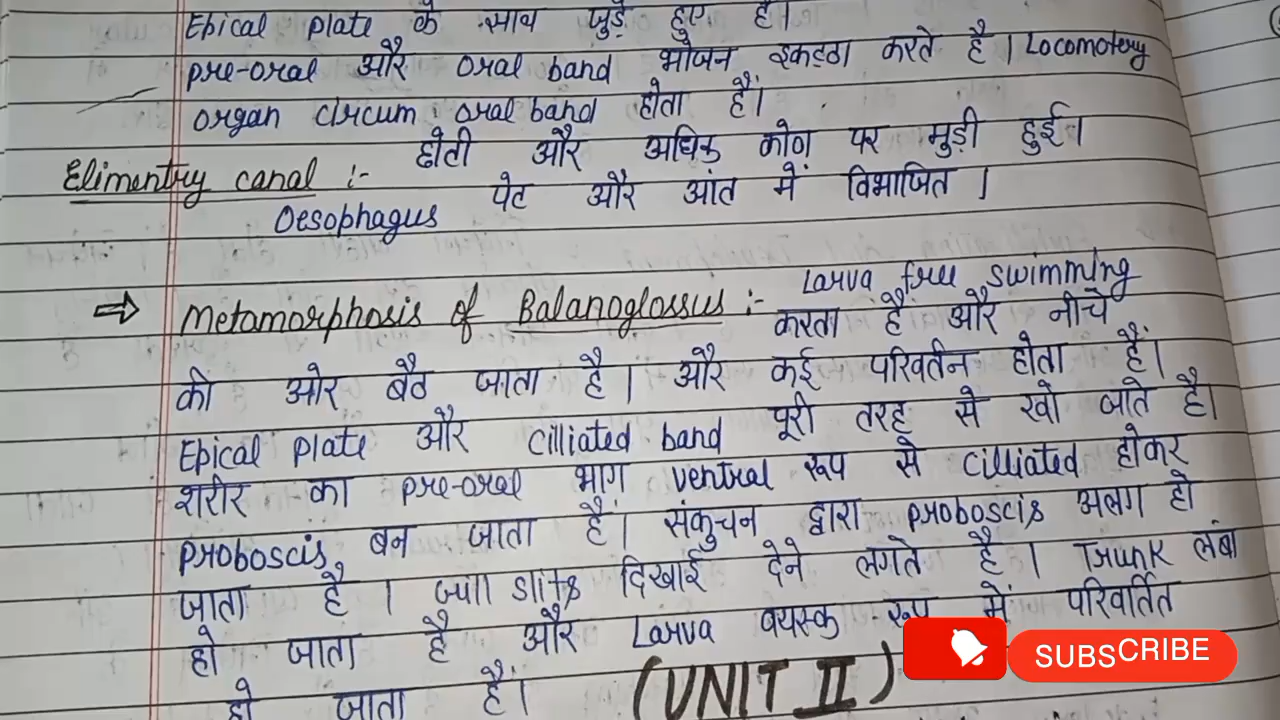 Epical plate के साथ जुड़े हुए है।
pre-oral और oral band भोजन इकठ्ठा करते है। Locomotery
organ circum oral band होता हैं।
Elimentry canal :- होती और अधिक कोण पर मुड़ी हुई।
Oesophagus पेट और आंत में विभाजित।
⇒ Metamorphosis of Balanoglossus :- Larva free swimming
करता हैं और नीचे
की ओर बैठ जाता है। और कई परिवर्तन होता हैं।
Epical plate और cilliated band पूरी तरह से खो जाते है।
शरीर का pre-oral भाग ventral रूप से cilliated होकर
proboscis बन जाता हैं। संकुचन द्वारा proboscis अलग हो
जाता है। Jull slits दिखाई देने लगते है। Trunk लंबा
हो जाता है और Larva वयस्क रूप में परिवर्तित
हो जाता हैं।
(UNIT II)
SUBSCRIBE